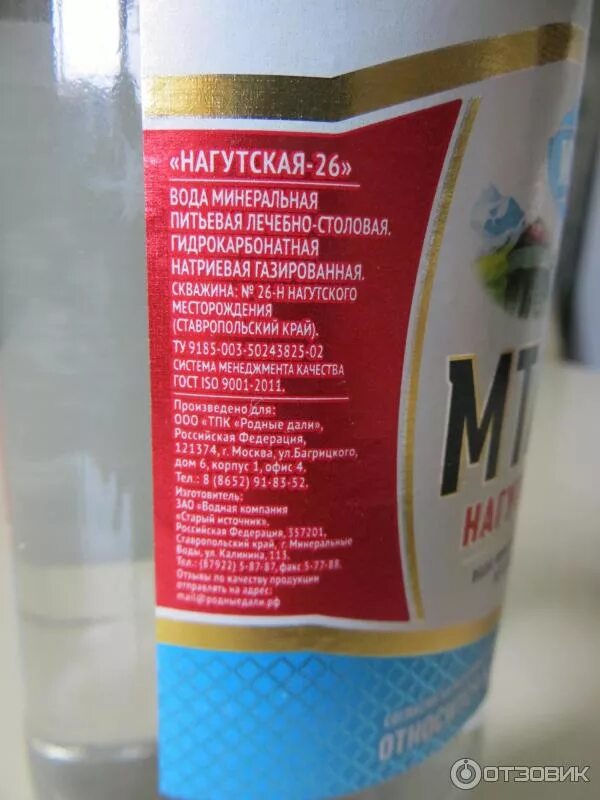 «НАГУТСКАЯ-26»
ВОДА МИНЕРАЛЬНАЯ
ПИТЬЕВАЯ ЛЕЧЕБНО-СТОЛОВАЯ.
ГИДРОКАРБОНАТНАЯ
НАТРИЕВАЯ ГАЗИРОВАННАЯ.
СКВАЖИНА: № 26-Н НАГУТСКОГО
МЕСТОРОЖДЕНИЯ
(СТАВРОПОЛЬСКИЙ КРАЙ).
ТУ 9185-003-50243825-02
СИСТЕМА МЕНЕДЖМЕНТА КАЧЕСТВА
ГОСТ ISO 9001-2011.
Произведено для:
ООО «ТПК «Родные дали»,
Российская Федерация,
121374, г. Москва, ул.Багрицкого,
дом 6, корпус 1, офис 4.
Тел.: 8 (8652) 91-83-52.
Изготовитель:
ЗАО «Водная компания
«Старый источник».
Российская Федерация, 357201,
Ставропольский край, г. Минеральные
Воды, ул. Калинина, 113.
Тел.: (87922) 5-87-87, факс 5-77-88.
Отзывы по качеству продукции
отправлять на адрес:
mail@родныедали.рф
МТ
НАГУ
ОТНОС
ОТЗОВИК